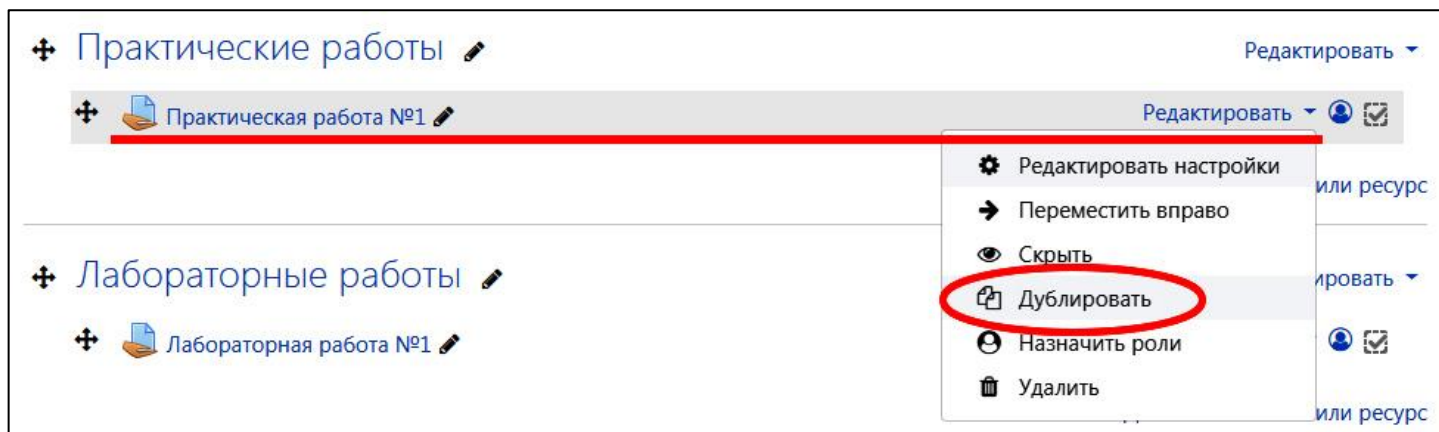 Практические работы
Редактировать
Практическая работа №1
Редактировать
Редактировать настройки
или ресурс
Переместить вправо
Скрыть
Лабораторные работы
ировать
Дублировать
Лабораторная работа №1
Назначить роли
Удалить
или ресурс